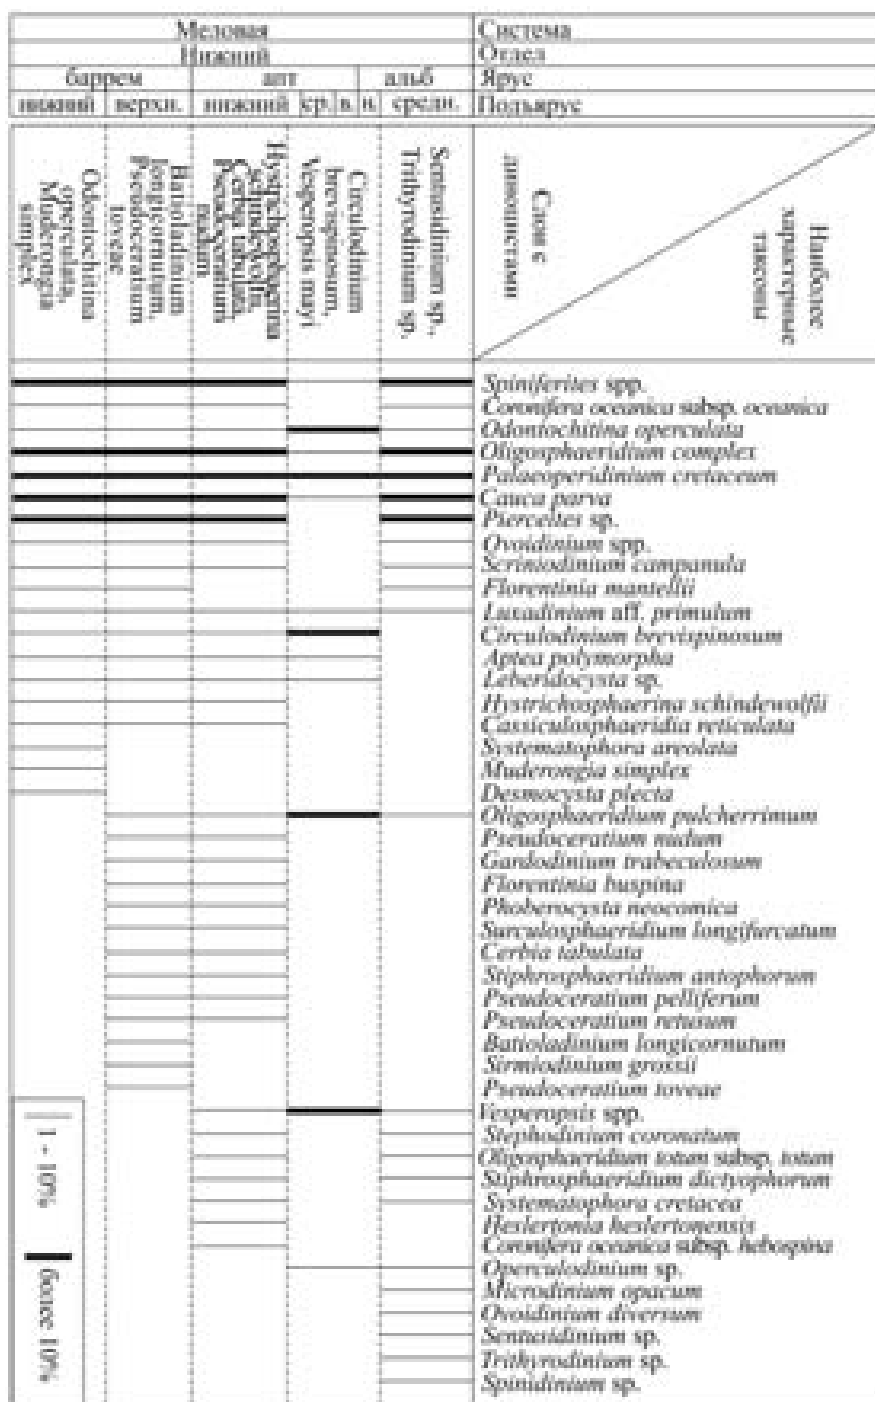 Меловая Система
Нижний Отдел
баррем апт альб Ярус
нижний верхн. нижний ср. в. н. средн. Подъярус
Odontochitina
operculata,
Muderongia
simplex
Batioladinium
longicornutum,
Pseudoceratium
toveae
Hystrichosphaerina
schindewolfii,
Cerbia tabulata,
Pseudoceratium
nudum
Circulodinium
brevispinosum,
Vesperopsis mayi
Sentusidinium sp.,
Trithyrodinium sp.
Слои с
диноцистами
Наиболее
характерные
таксоны
Spiniferites spp.
Coronifera oceanica subsp. oceanica
Odontochitina operculata
Oligosphaeridium complex
Palaeoperidinium cretaceum
Cauca parva
Pierceites sp.
Ovoidinium spp.
Scriniodinium campanula
Florentinia mantellii
Luxadinium aff. primulum
Circulodinium brevispinosum
Aptea polymorpha
Leberidocysta sp.
Hystrichosphaerina schindewolfii
Cassiculosphaeridia reticulata
Systematophora areolata
Muderongia simplex
Desmocysta plecta
Oligosphaeridium pulcherrimum
Pseudoceratium nudum
Gardodinium trabeculosum
Florentinia buspina
Phoberocysta neocomica
Surculosphaeridium longifurcatum
Cerbia tabulata
Stiphrosphaeridium antophorum
Pseudoceratium pelliferum
Pseudoceratium retusum
Batioladinium longicornutum
Sirmiodinium grossii
Pseudoceratium toveae
Vesperopsis spp.
Stephodinium coronatum
Oligosphaeridium totum subsp. totum
Stiphrosphaeridium dictyophorum
Systematophora cretacea
Heslertonia heslertonensis
Coronifera oceanica subsp. hebospina
Operculodinium sp.
Microdinium opacum
Ovoidinium diversum
Sentusidinium sp.
Trithyrodinium sp.
Spinidinium sp.
1 - 10%
более 10%